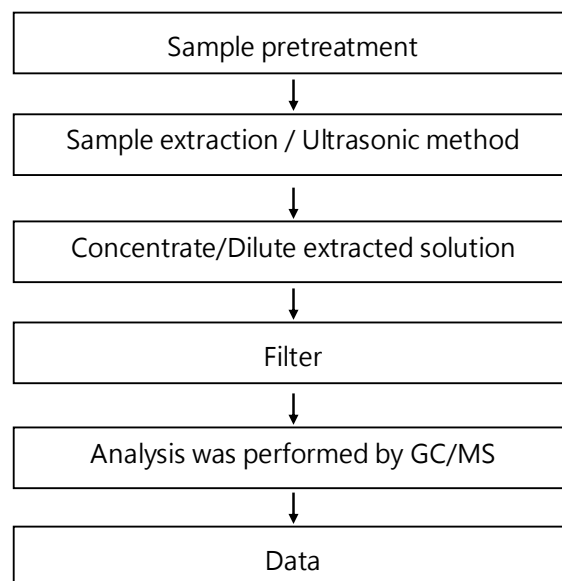 Sample pretreatment
Sample extraction / Ultrasonic method
Concentrate/Dilute extracted solution
Filter
Analysis was performed by GC/MS
Data